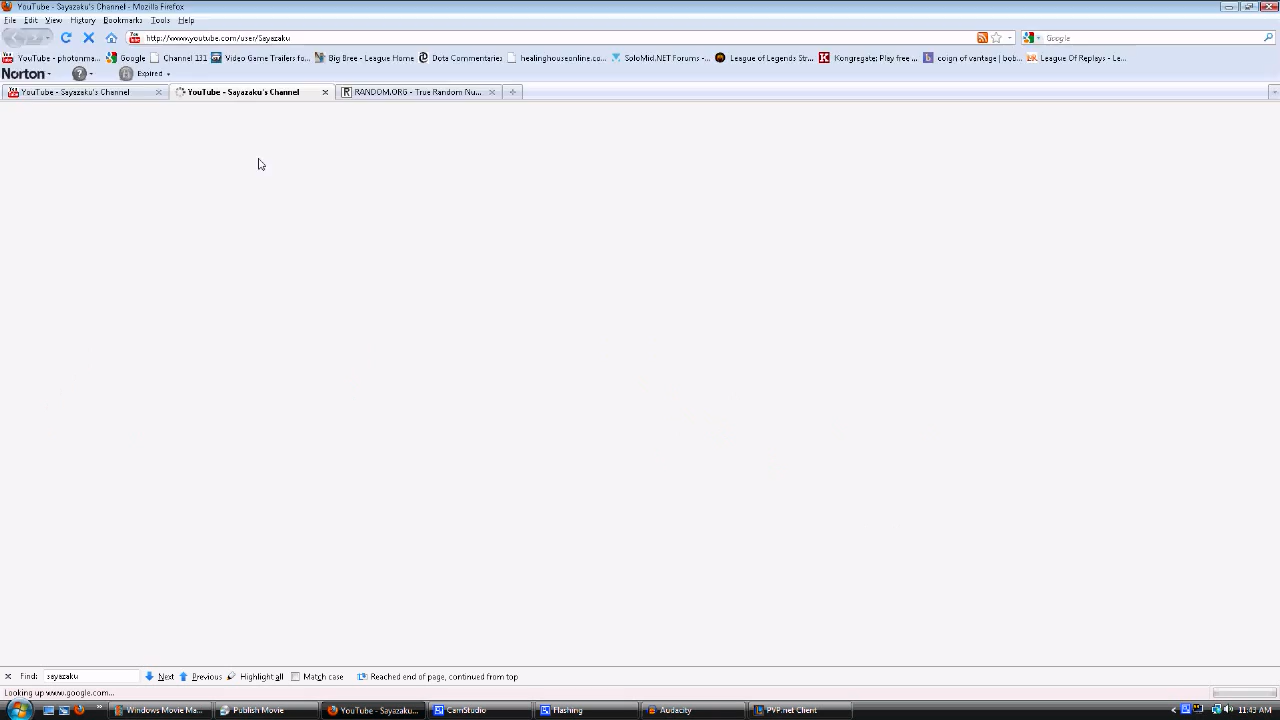 YouTube - Sayazaku's Channel - Mozilla Firefox
File Edit View History Bookmarks Tools Help
http://www.youtube.com/user/Sayazaku Google
YouTube - photonma... Google Channel 131 Video Game Trailers fo... Big Bree - League Home Dota Commentaries healinghouseonline.co... SoloMid.NET Forums -... League of Legends Str... Kongregate: Play free ... coign of vantage | bob... League Of Replays - Le...
Norton Expired
YouTube - Sayazaku's Channel YouTube - Sayazaku's Channel RANDOM.ORG - True Random Nu...
Find: sayazaku Next Previous Highlight all Match case Reached end of page, continued from top
Looking up www.google.com...
Windows Movie Ma... Publish Movie YouTube - Sayazaku... CamStudio Flashing Audacity PVP.net Client 11:43 AM